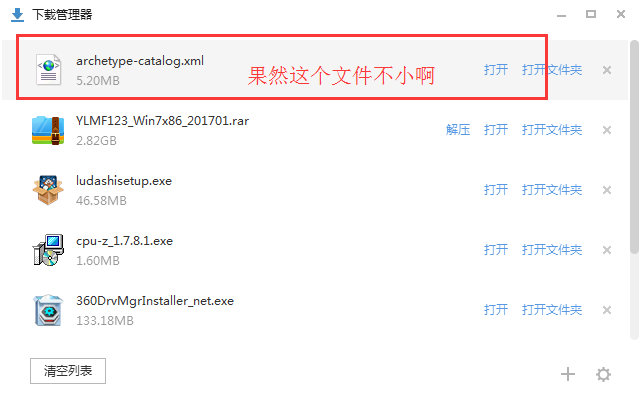 下载管理器
archetype-catalog.xml
5.20MB
果然这个文件不小啊
打开 打开文件夹
YLMF123_Win7x86_201701.rar
2.82GB
解压 打开 打开文件夹
ludashisetup.exe
46.58MB
打开 打开文件夹
cpu-z_1.7.8.1.exe
1.60MB
打开 打开文件夹
360DrvMgrInstaller_net.exe
133.18MB
打开 打开文件夹
清空列表